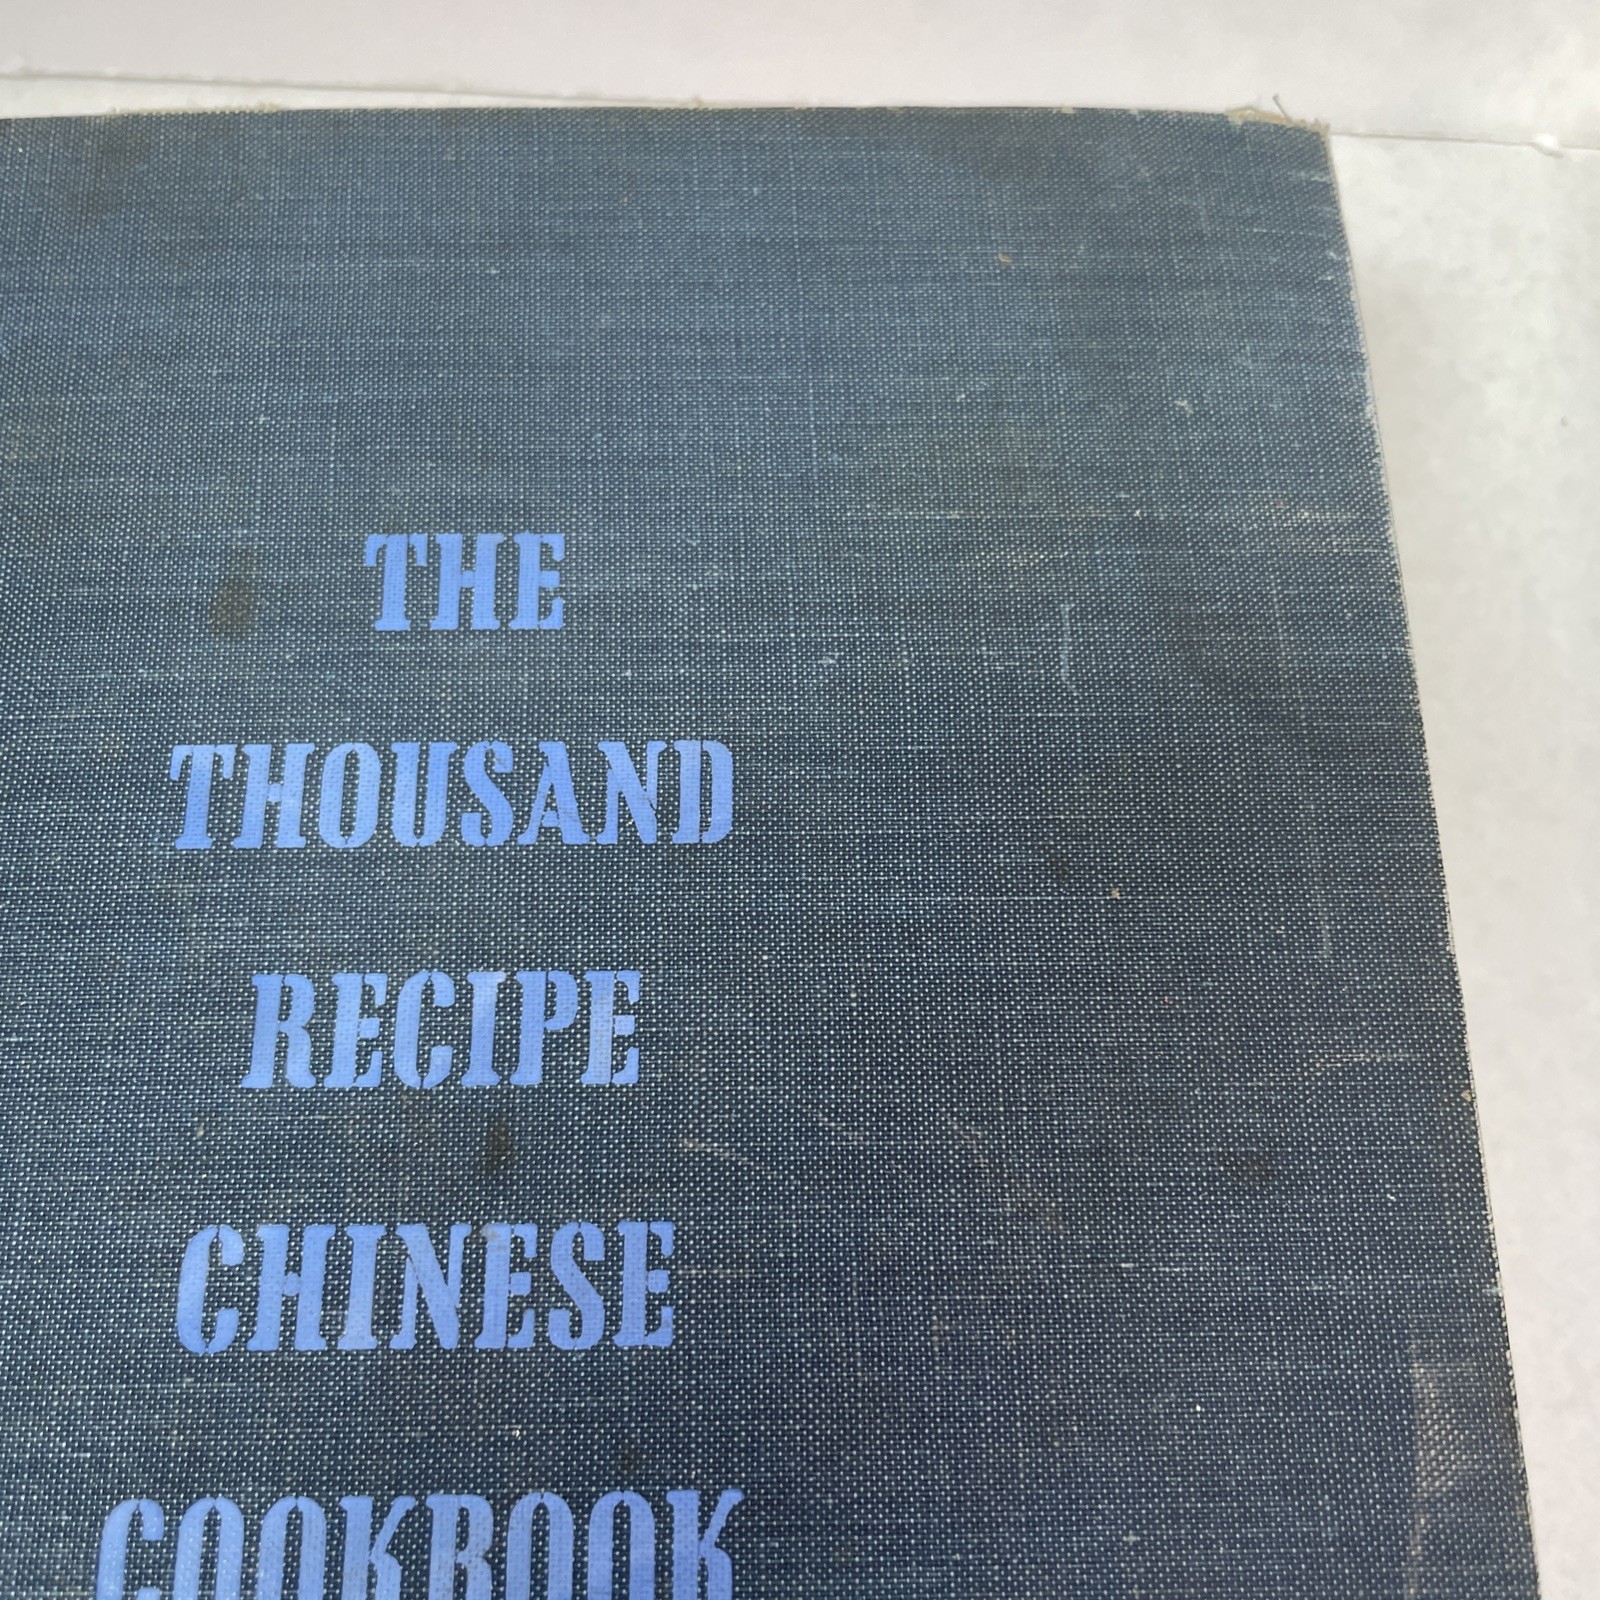 THE
THOUSAND
RECIPE
CHINESE
COOKBOOK